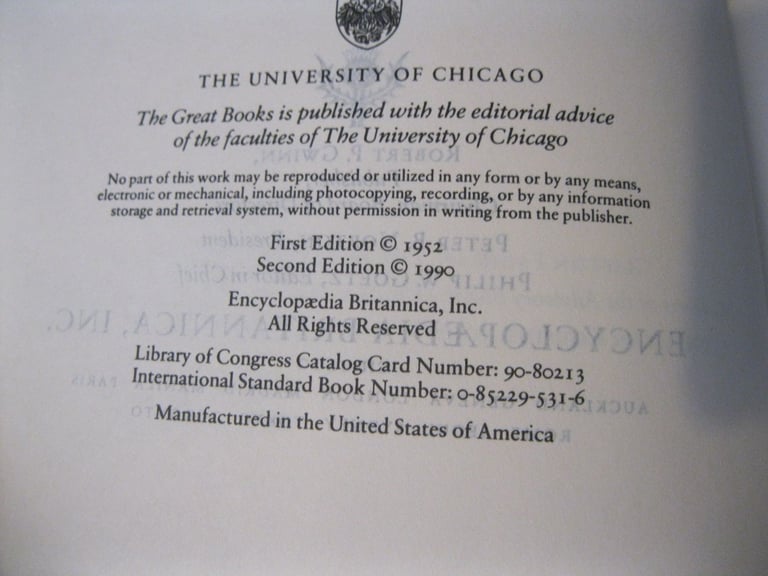 THE UNIVERSITY OF CHICAGO
The Great Books is published with the editorial advice
of the faculties of The University of Chicago
No part of this work may be reproduced or utilized in any form or by any means,
electronic or mechanical, including photocopying, recording, or by any information
storage and retrieval system, without permission in writing from the publisher.
First Edition © 1952
Second Edition © 1990
Encyclopædia Britannica, Inc.
All Rights Reserved
Library of Congress Catalog Card Number: 90-80213
International Standard Book Number: 0-85229-531-6
Manufactured in the United States of America